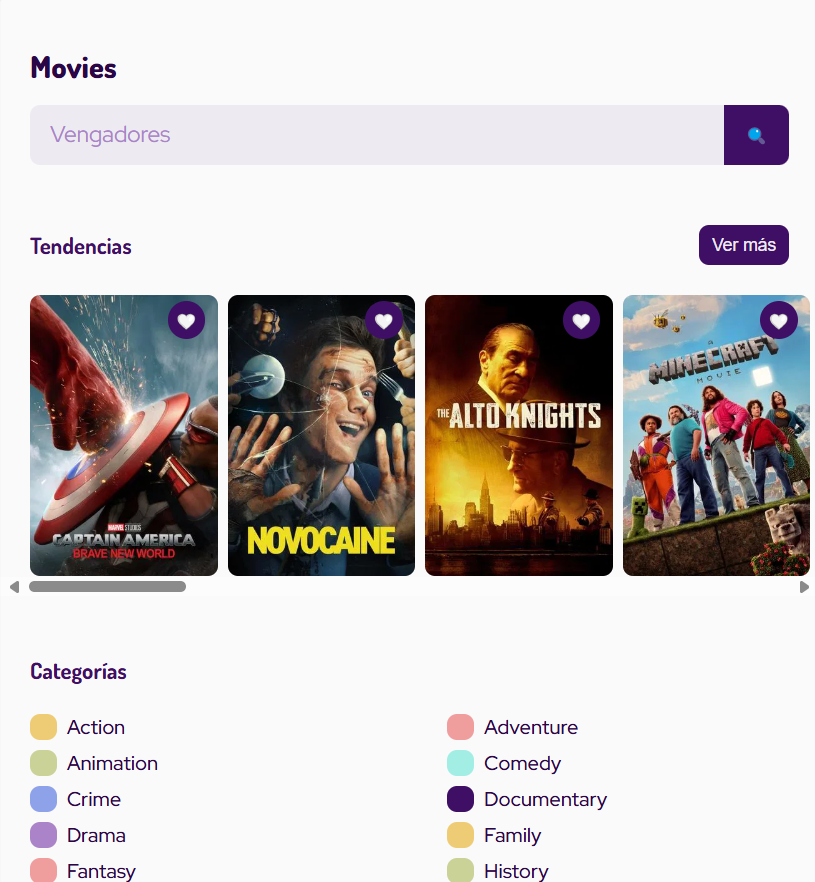 Movies
Vengadores
Tendencias
Ver más
MARVEL STUDIOS
CAPTAIN AMERICA
BRAVE NEW WORLD
NOVOCAINE
THE ALTO KNIGHTS
A
MINECRAFT
MOVIE
Categorías
Action
Adventure
Animation
Comedy
Crime
Documentary
Drama
Family
Fantasy
History